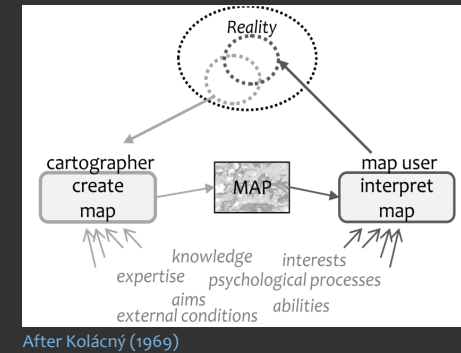 Reality
cartographer
create
map
MAP
map user
interpret
map
knowledge
interests
expertise
psychological processes
aims
abilities
external conditions
After Kolácný (1969)